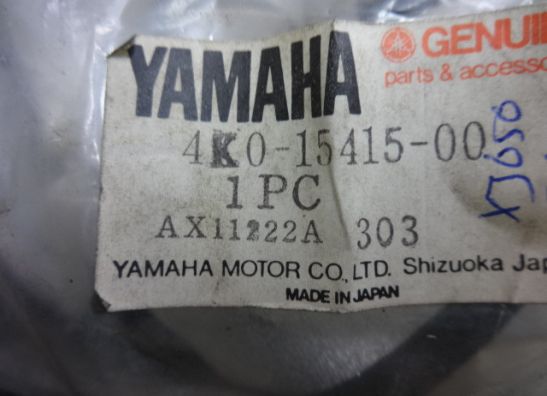 YAMAHA
GENUI
parts & accesso
4K0-15415-00
1PC
AX11222A 303
YAMAHA MOTOR CO., LTD. Shizuoka Jap
MADE IN JAPAN
XJ650